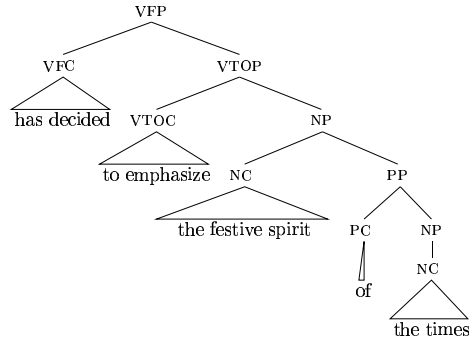 VFP
VFC VTOP
has decided VTOC NP
to emphasize NC PP
the festive spirit PC NP
of NC
the times